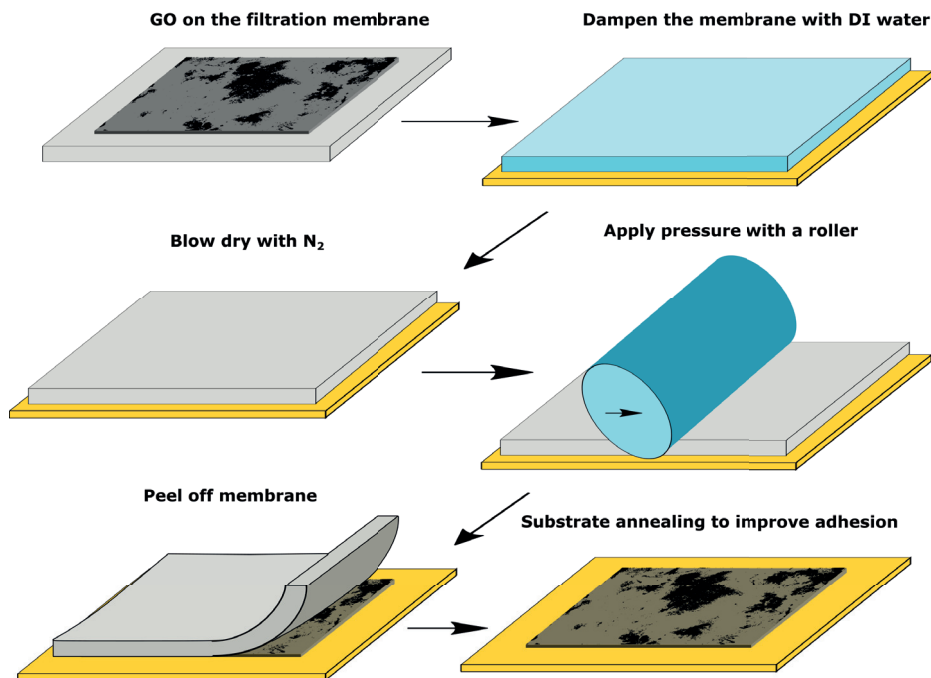 GO on the filtration membrane
Dampen the membrane with DI water
Blow dry with N₂
Apply pressure with a roller
Peel off membrane
Substrate annealing to improve adhesion